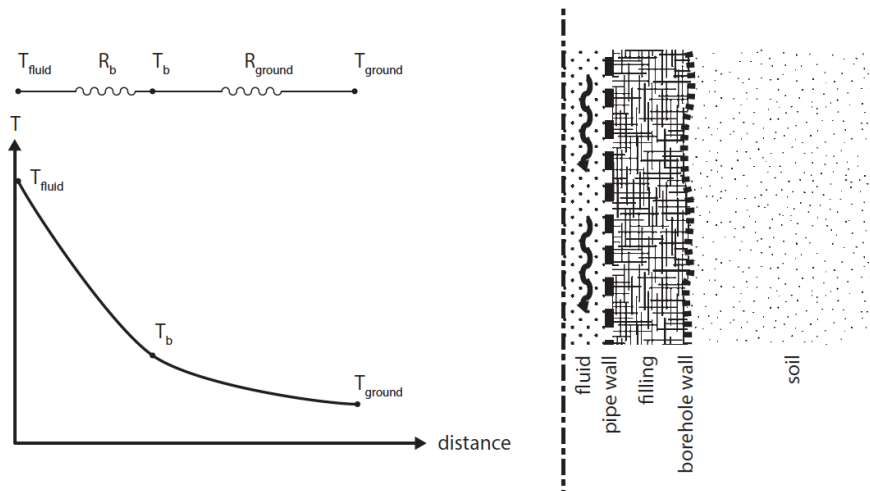 T_fluid R_b T_b R_ground T_ground
T
T_fluid
T_b
T_ground
distance
fluid
pipe wall
filling
borehole wall
soil